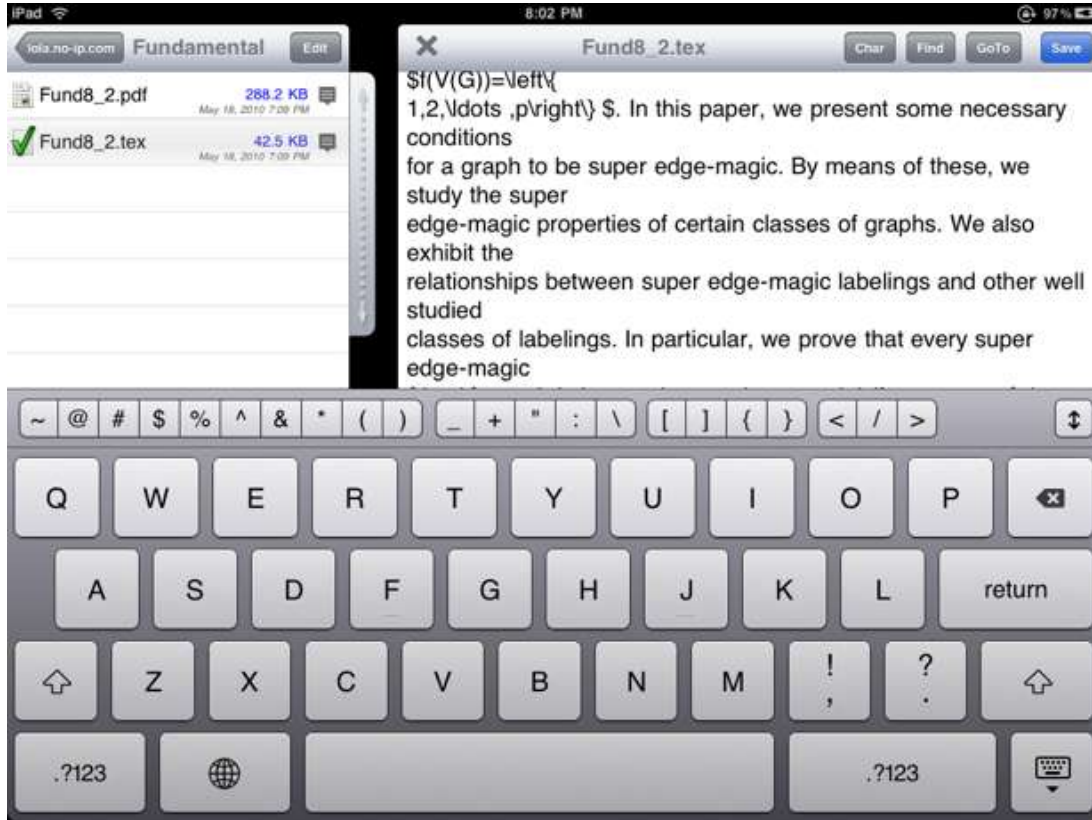 iPad 8:02 PM 97%
iola.no-ip.com Fundamental Edit
Fund8_2.pdf 288.2 KB
May 18, 2010 7:09 PM
Fund8_2.tex 42.5 KB
May 18, 2010 7:09 PM
Fund8_2.tex Char Find GoTo Save
$f(V(G))=\left\{
1,2,\ldots ,p\right\} $. In this paper, we present some necessary
conditions
for a graph to be super edge-magic. By means of these, we
study the super
edge-magic properties of certain classes of graphs. We also
exhibit the
relationships between super edge-magic labelings and other well
studied
classes of labelings. In particular, we prove that every super
edge-magic
~ @ # $ % ^ & * ( ) _ + " : \ [ ] { } < / >
Q W E R T Y U I O P
A S D F G H J K L return
Z X C V B N M ! , ? .
.?123 .?123